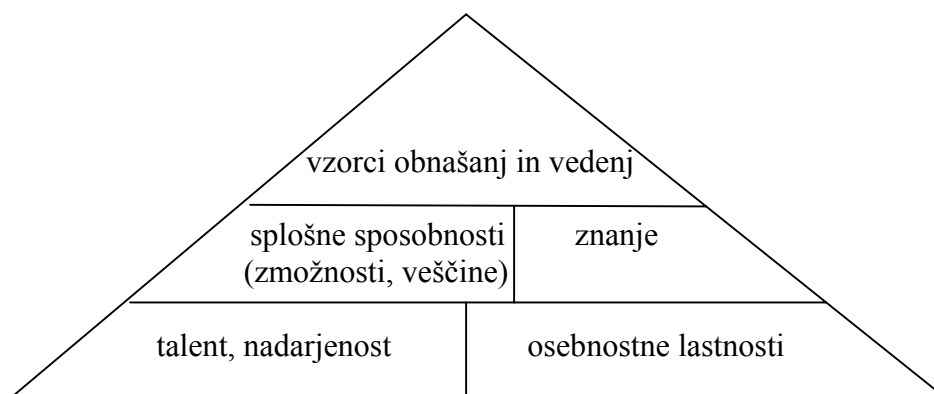 vzorci obnašanj in vedenj
splošne sposobnosti
(zmožnosti, veščine)
znanje
talent, nadarjenost
osebnostne lastnosti